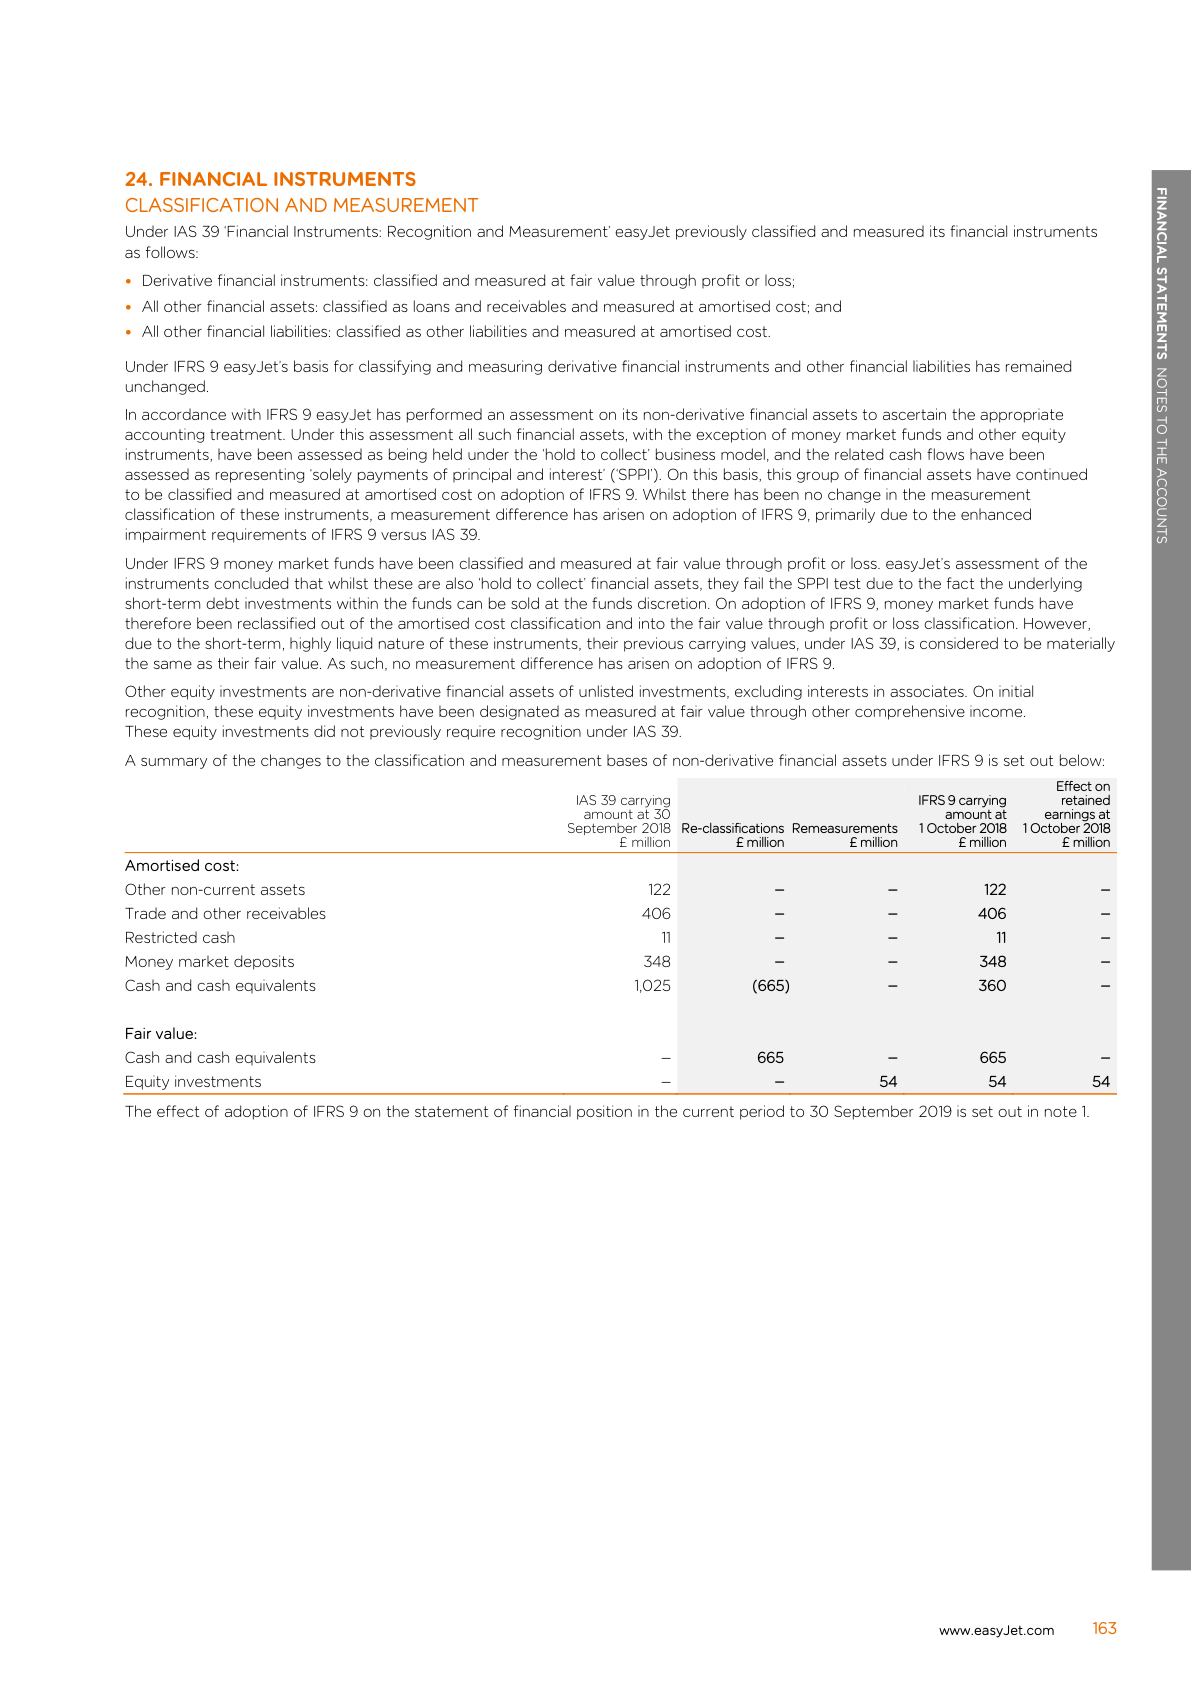 24. FINANCIAL INSTRUMENTS
CLASSIFICATION AND MEASUREMENT
Under IAS 39 'Financial Instruments: Recognition and Measurement' easyJet previously classified and measured its financial instruments
as follows:
• Derivative financial instruments: classified and measured at fair value through profit or loss;
• All other financial assets: classified as loans and receivables and measured at amortised cost; and
• All other financial liabilities: classified as other liabilities and measured at amortised cost.
Under IFRS 9 easyJet's basis for classifying and measuring derivative financial instruments and other financial liabilities has remained
unchanged.
In accordance with IFRS 9 easyJet has performed an assessment on its non-derivative financial assets to ascertain the appropriate
accounting treatment. Under this assessment all such financial assets, with the exception of money market funds and other equity
instruments, have been assessed as being held under the 'hold to collect' business model, and the related cash flows have been
assessed as representing 'solely payments of principal and interest' ('SPPI'). On this basis, this group of financial assets have continued
to be classified and measured at amortised cost on adoption of IFRS 9. Whilst there has been no change in the measurement
classification of these instruments, a measurement difference has arisen on adoption of IFRS 9, primarily due to the enhanced
impairment requirements of IFRS 9 versus IAS 39.
Under IFRS 9 money market funds have been classified and measured at fair value through profit or loss. easyJet's assessment of the
instruments concluded that whilst these are also 'hold to collect' financial assets, they fail the SPPI test due to the fact the underlying
short-term debt investments within the funds can be sold at the funds discretion. On adoption of IFRS 9, money market funds have
therefore been reclassified out of the amortised cost classification and into the fair value through profit or loss classification. However,
due to the short-term, highly liquid nature of these instruments, their previous carrying values, under IAS 39, is considered to be materially
the same as their fair value. As such, no measurement difference has arisen on adoption of IFRS 9.
Other equity investments are non-derivative financial assets of unlisted investments, excluding interests in associates. On initial
recognition, these equity investments have been designated as measured at fair value through other comprehensive income.
These equity investments did not previously require recognition under IAS 39.
A summary of the changes to the classification and measurement bases of non-derivative financial assets under IFRS 9 is set out below:
Effect on
IAS 39 carrying IFRS 9 carrying retained
amount at 30 amount at earnings at
September 2018 Re-classifications Remeasurements 1 October 2018 1 October 2018
£ million £ million £ million £ million £ million
Amortised cost:
Other non-current assets 122 – – 122 –
Trade and other receivables 406 – – 406 –
Restricted cash 11 – – 11 –
Money market deposits 348 – – 348 –
Cash and cash equivalents 1,025 (665) – 360 –
Fair value:
Cash and cash equivalents – 665 – 665 –
Equity investments – – 54 54 54
The effect of adoption of IFRS 9 on the statement of financial position in the current period to 30 September 2019 is set out in note 1.
FINANCIAL STATEMENTS NOTES TO THE ACCOUNTS
www.easyJet.com 163